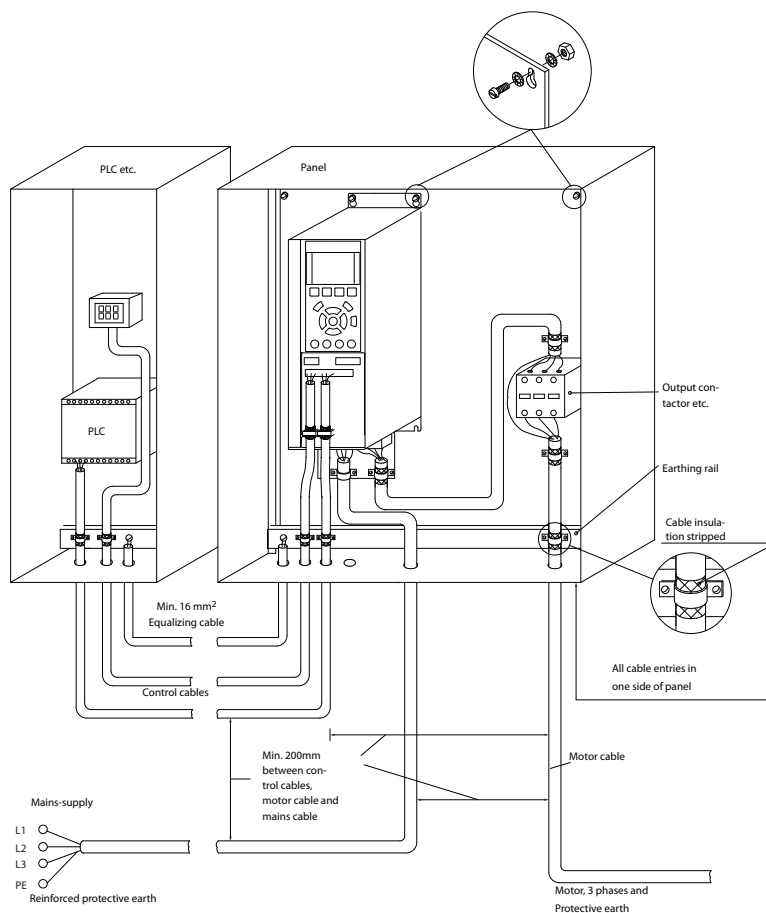 PLC etc.
Panel
PLC
Output con-
tactor etc.
Earthing rail
Cable insula-
tion stripped
Min. 16 mm2
Equalizing cable
Control cables
All cable entries in
one side of panel
Min. 200mm
between con-
trol cables,
motor cable and
mains cable
Motor cable
Mains-supply
L1
L2
L3
PE
Reinforced protective earth
Motor, 3 phases and
Protective earth